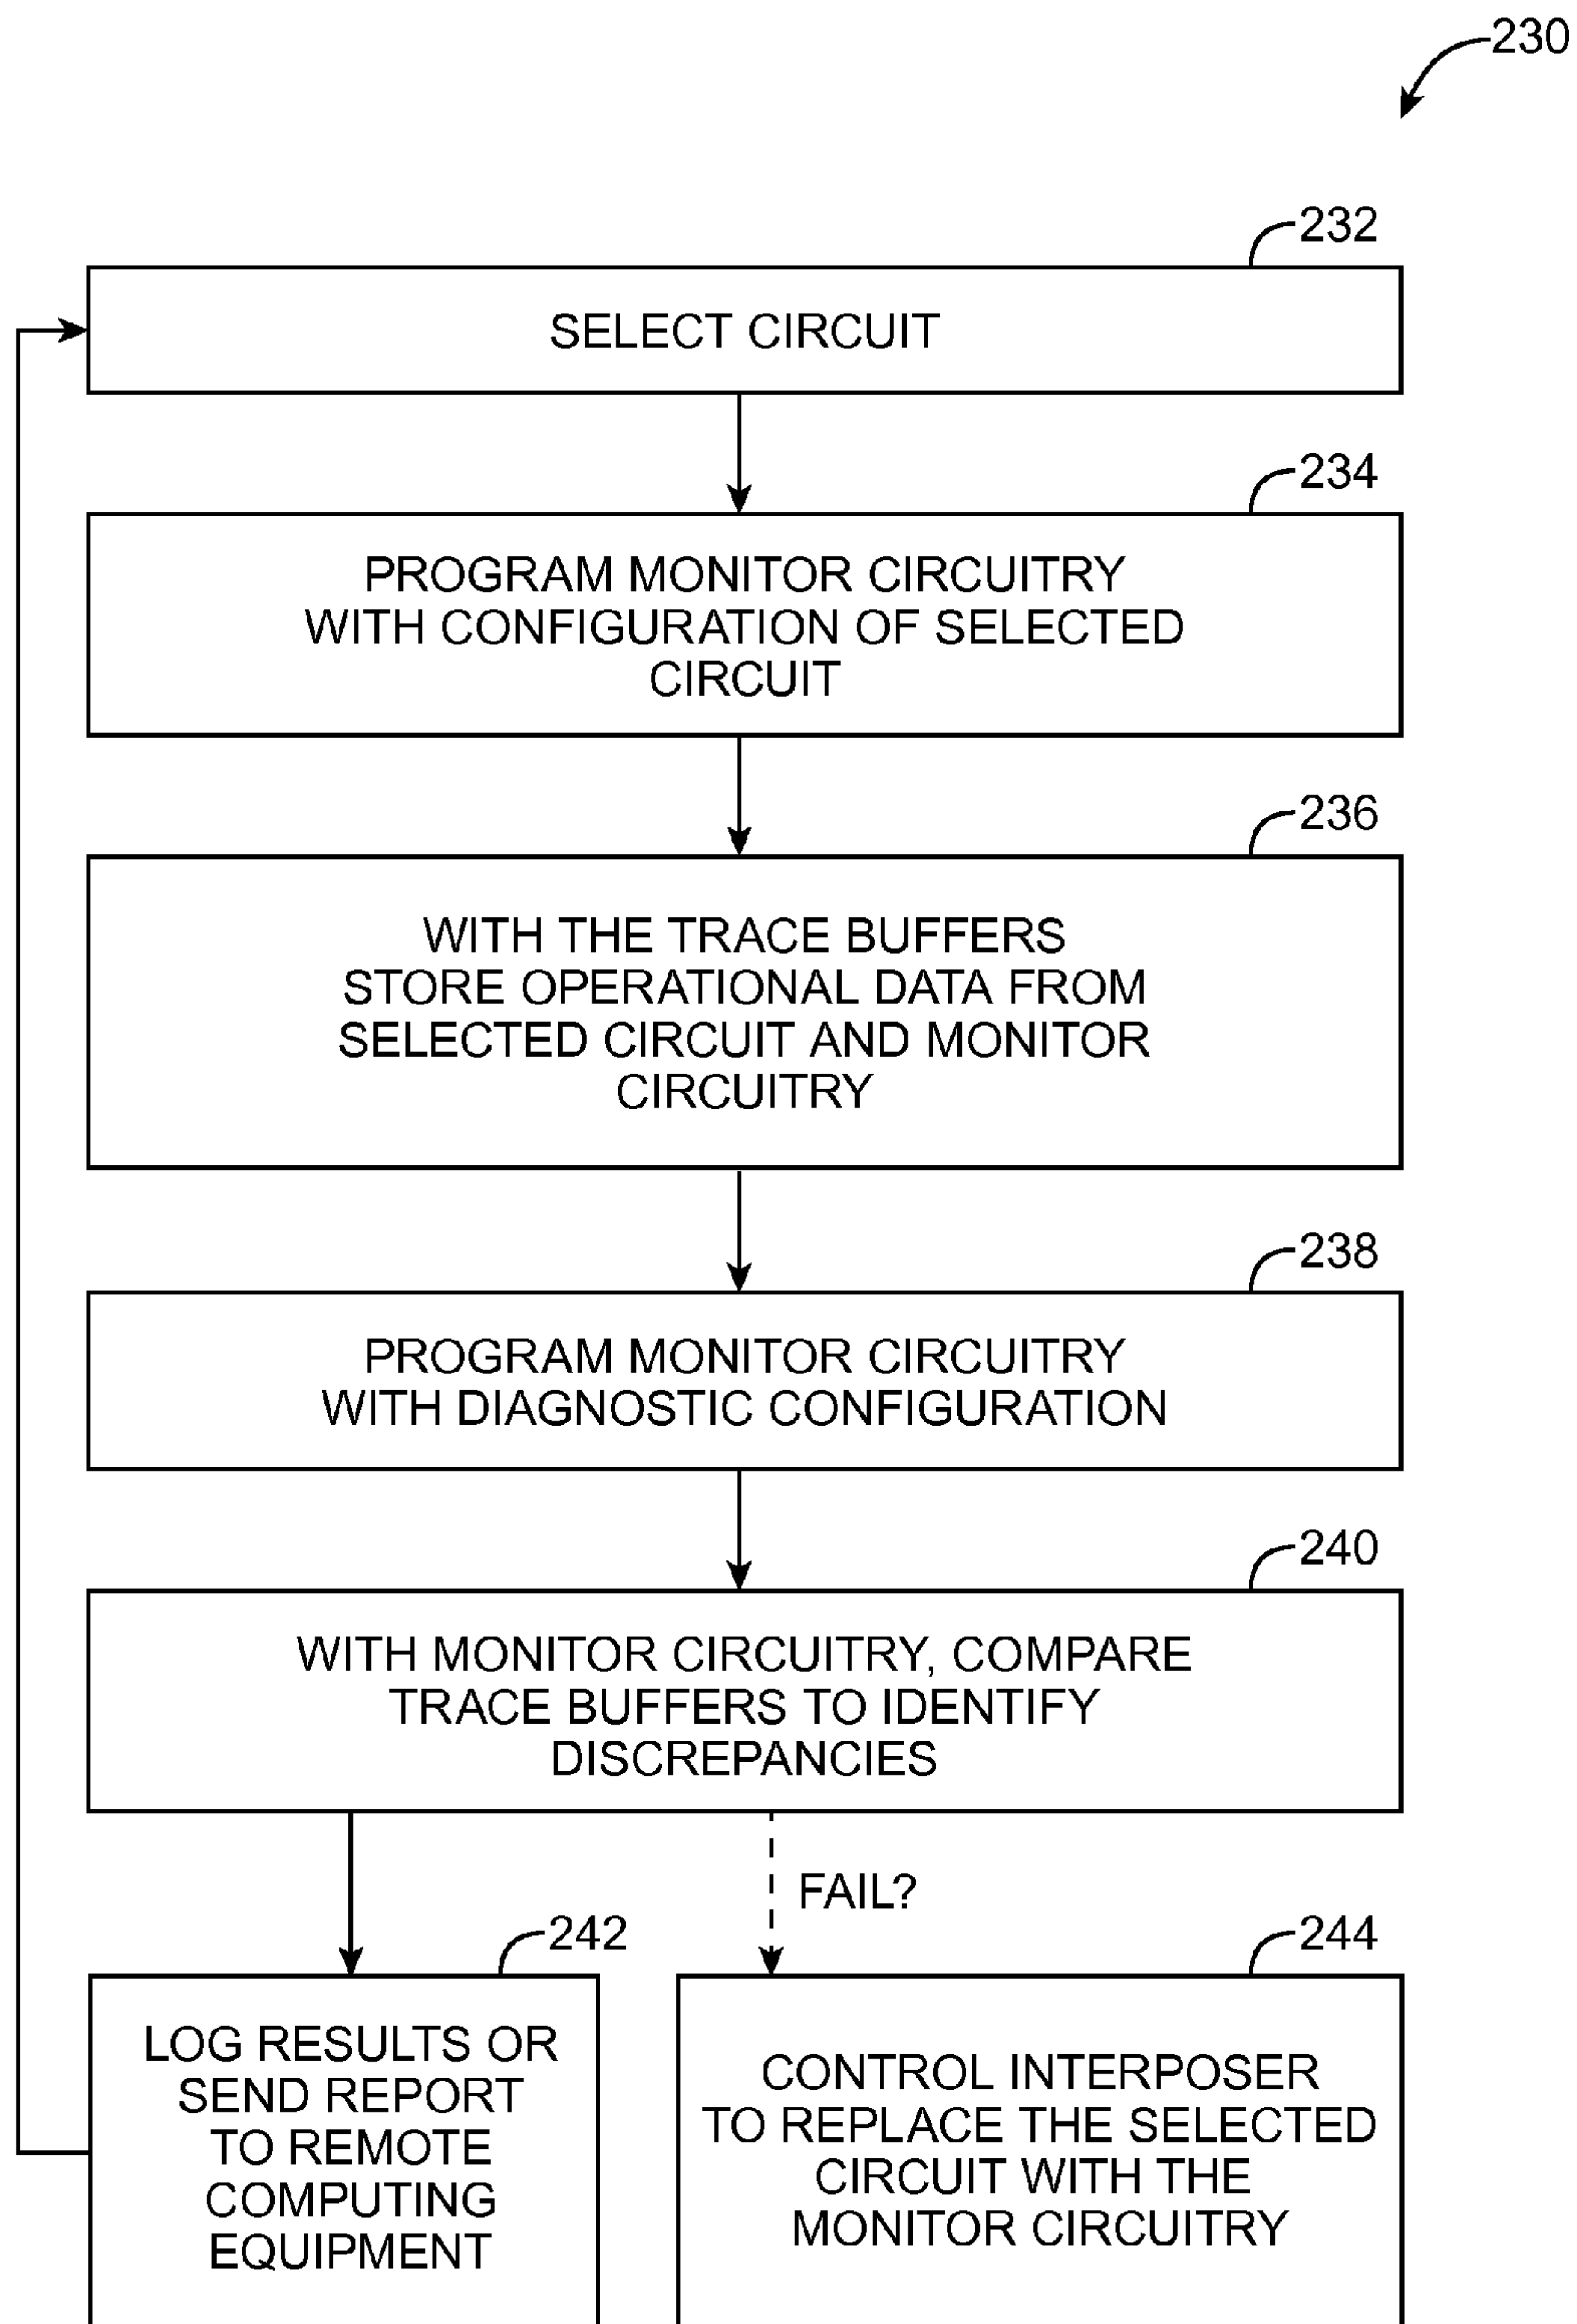 230
232
SELECT CIRCUIT
234
PROGRAM MONITOR CIRCUITRY
WITH CONFIGURATION OF SELECTED
CIRCUIT
236
WITH THE TRACE BUFFERS
STORE OPERATIONAL DATA FROM
SELECTED CIRCUIT AND MONITOR
CIRCUITRY
238
PROGRAM MONITOR CIRCUITRY
WITH DIAGNOSTIC CONFIGURATION
240
WITH MONITOR CIRCUITRY, COMPARE
TRACE BUFFERS TO IDENTIFY
DISCREPANCIES
FAIL?
242
LOG RESULTS OR
SEND REPORT
TO REMOTE
COMPUTING
EQUIPMENT
244
CONTROL INTERPOSER
TO REPLACE THE SELECTED
CIRCUIT WITH THE
MONITOR CIRCUITRY